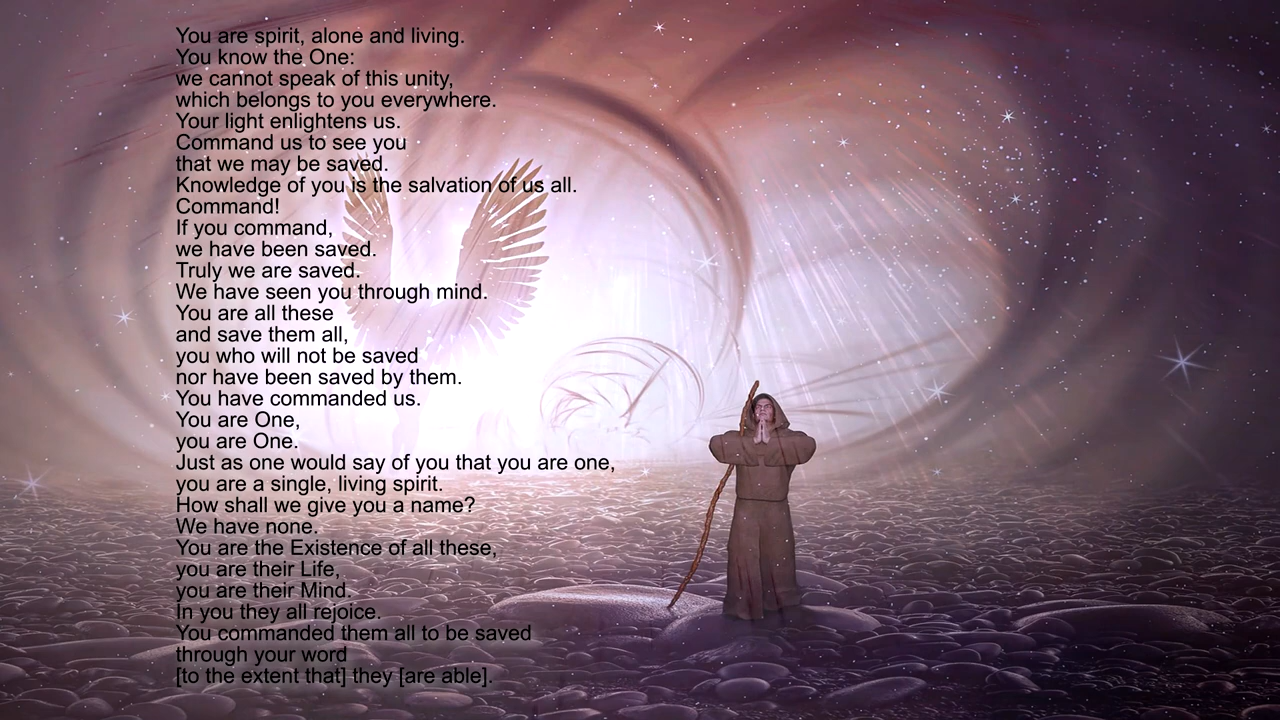 You are spirit, alone and living.
You know the One:
we cannot speak of this unity,
which belongs to you everywhere.
Your light enlightens us.
Command us to see you
that we may be saved.
Knowledge of you is the salvation of us all.
Command!
If you command,
we have been saved.
Truly we are saved.
We have seen you through mind.
You are all these
and save them all,
you who will not be saved
nor have been saved by them.
You have commanded us.
You are One,
you are One.
Just as one would say of you that you are one,
you are a single, living spirit.
How shall we give you a name?
We have none.
You are the Existence of all these,
you are their Life,
you are their Mind.
In you they all rejoice.
You commanded them all to be saved
through your word
[to the extent that] they [are able].